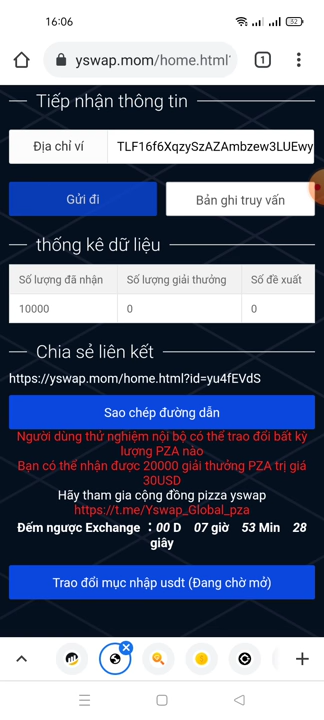 16:06
52
yswap.mom/home.html
1
Tiếp nhận thông tin
Địa chỉ ví
TLF16f6XqzySzAZAmbzew3LUEwy
Gửi đi
Bản ghi truy vấn
thống kê dữ liệu
Số lượng đã nhận
Số lượng giải thưởng
Số đề xuất
10000
0
0
Chia sẻ liên kết
https://yswap.mom/home.html?id=yu4fEVdS
Sao chép đường dẫn
Người dùng thử nghiệm nội bộ có thể trao đổi bất kỳ
lượng PZA nào
Bạn có thể nhận được 20000 giải thưởng PZA trị giá
30USD
Hãy tham gia cộng đồng pizza yswap
https://t.me/Yswap_Global_pza
Đếm ngược Exchange ：00 D 07 giờ 53 Min 28
giây
Trao đổi mục nhập usdt (Đang chờ mở)